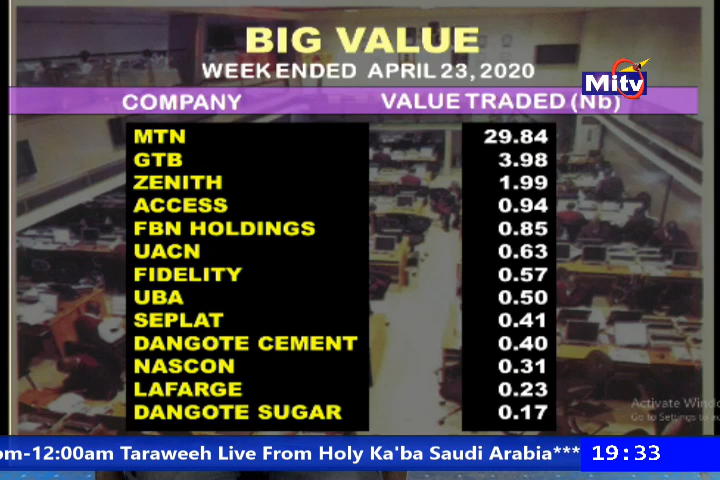 BIG VALUE
WEEK ENDED APRIL 23, 2020
Mitv
COMPANY VALUE TRADED (Nb)
MTN 29.84
GTB 3.98
ZENITH 1.99
ACCESS 0.94
FBN HOLDINGS 0.85
UACN 0.63
FIDELITY 0.57
UBA 0.50
SEPLAT 0.41
DANGOTE CEMENT 0.40
NASCON 0.31
LAFARGE 0.23
DANGOTE SUGAR 0.17
Activate Windo
Go to Settings to a
om-12:00am Taraweeh Live From Holy Ka'ba Saudi Arabia*** 19:33